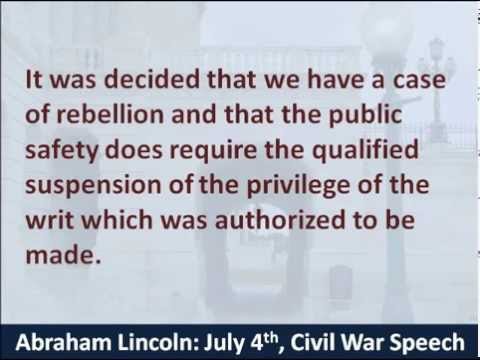 It was decided that we have a case
of rebellion and that the public
safety does require the qualified
suspension of the privilege of the
writ which was authorized to be
made.
Abraham Lincoln: July 4th, Civil War Speech